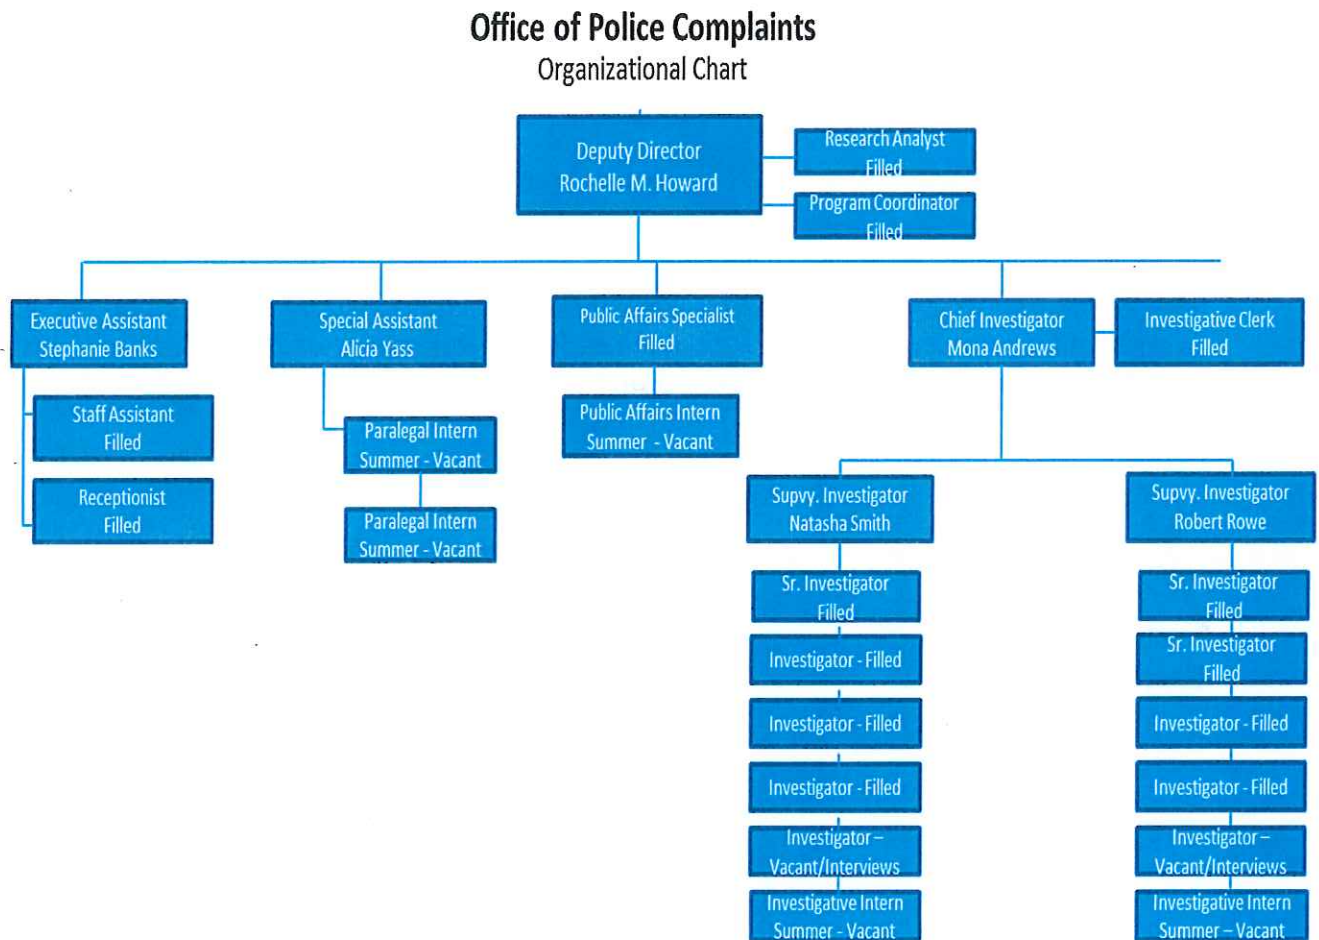 Office of Police Complaints
Organizational Chart
Deputy Director
Rochelle M. Howard
Research Analyst
Filled
Program Coordinator
Filled
Executive Assistant
Stephanie Banks
Special Assistant
Alicia Yass
Public Affairs Specialist
Filled
Chief Investigator
Mona Andrews
Investigative Clerk
Filled
Staff Assistant
Filled
Receptionist
Filled
Paralegal Intern
Summer - Vacant
Paralegal Intern
Summer - Vacant
Public Affairs Intern
Summer - Vacant
Supvy. Investigator
Natasha Smith
Sr. Investigator
Filled
Investigator - Filled
Investigator - Filled
Investigator - Filled
Investigator –
Vacant/Interviews
Investigative Intern
Summer - Vacant
Supvy. Investigator
Robert Rowe
Sr. Investigator
Filled
Sr. Investigator
Filled
Investigator - Filled
Investigator - Filled
Investigator –
Vacant/Interviews
Investigative Intern
Summer – Vacant